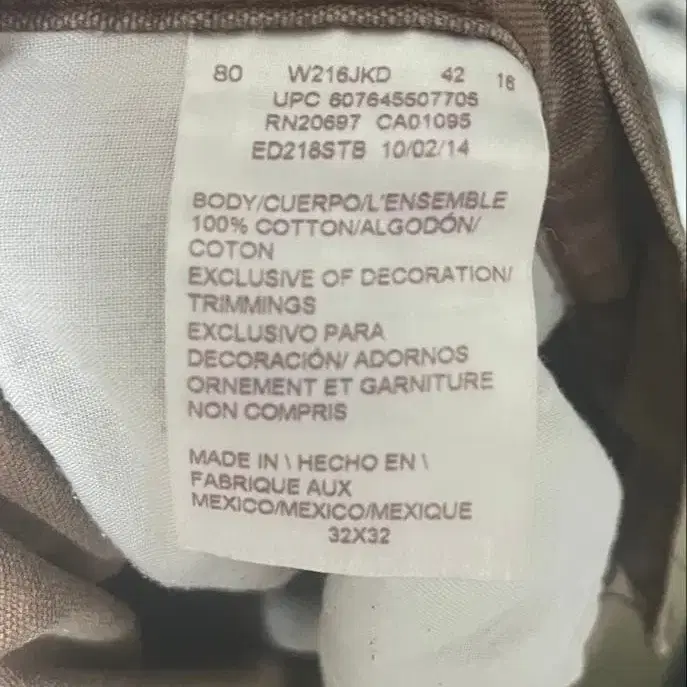 80 W216JKD 42 16
UPC 607645507705
RN20697 CA01095
ED218STB 10/02/14
BODY/CUERPO/L'ENSEMBLE
100% COTTON/ALGODÓN/
COTON
EXCLUSIVE OF DECORATION/
TRIMMINGS
EXCLUSIVO PARA
DECORACIÓN/ ADORNOS
ORNEMENT ET GARNITURE
NON COMPRIS
MADE IN \ HECHO EN \
FABRIQUE AUX
MEXICO/MEXICO/MEXIQUE
32X32